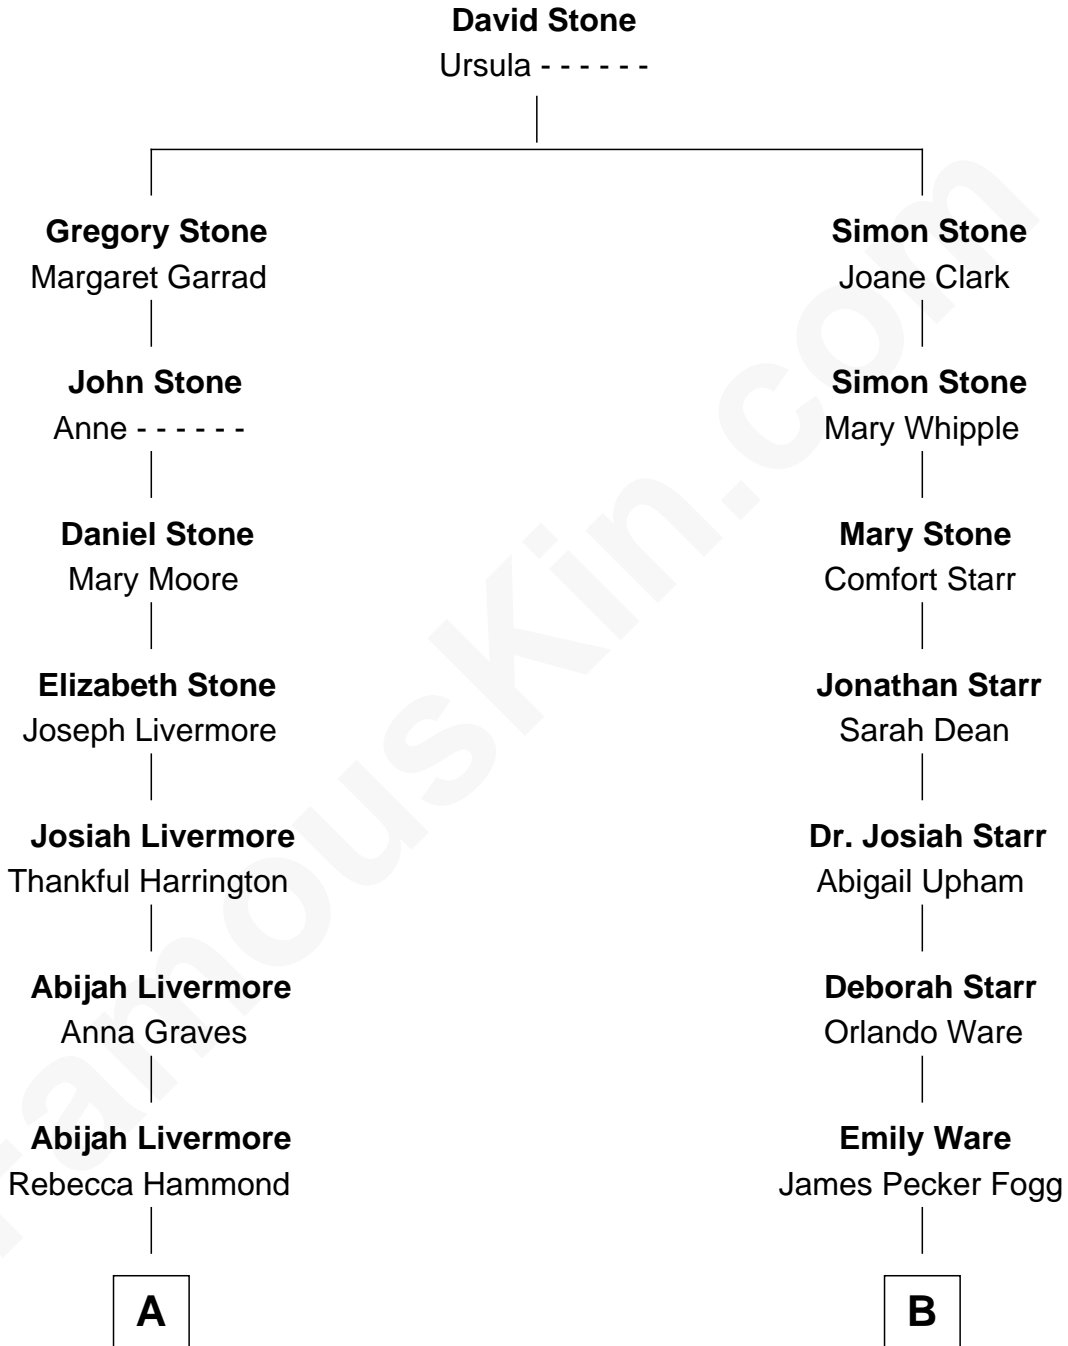 David Stone
Ursula - - - - - -
Gregory Stone
Margaret Garrad
Simon Stone
Joane Clark
John Stone
Anne - - - - - -
Simon Stone
Mary Whipple
Daniel Stone
Mary Moore
Mary Stone
Comfort Starr
Elizabeth Stone
Joseph Livermore
Jonathan Starr
Sarah Dean
Josiah Livermore
Thankful Harrington
Dr. Josiah Starr
Abigail Upham
Abijah Livermore
Anna Graves
Deborah Starr
Orlando Ware
Abijah Livermore
Rebecca Hammond
Emily Ware
James Pecker Fogg
A
B
FamousKin.com